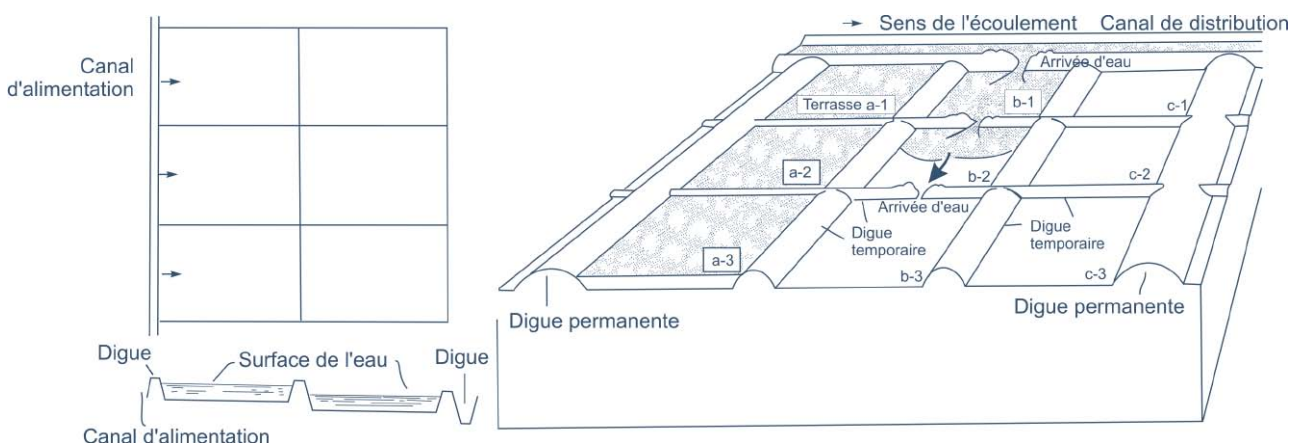 Canal
d'alimentation
Digue
Surface de l'eau
Digue
Canal d'alimentation
→ Sens de l'écoulement
Canal de distribution
Arrivée d'eau
Terrasse a-1
b-1
c-1
a-2
b-2
c-2
Arrivée d'eau
Digue
temporaire
Digue
temporaire
a-3
b-3
c-3
Digue permanente
Digue permanente